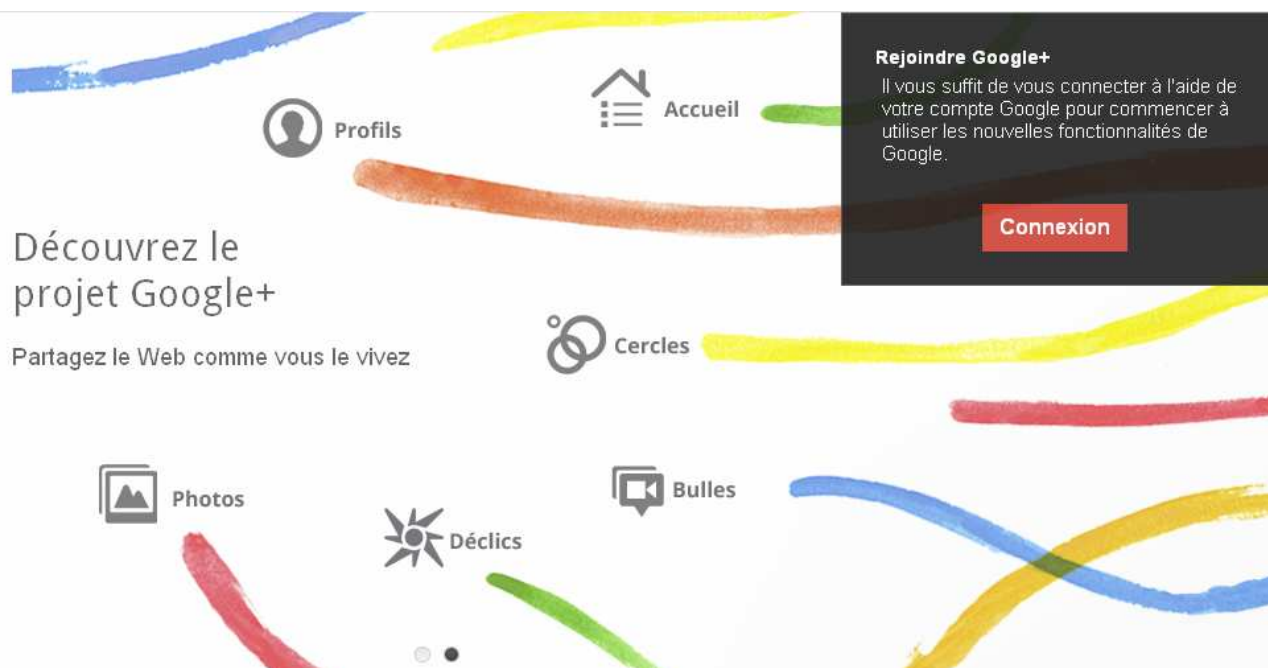 Rejoindre Google+
Il vous suffit de vous connecter à l'aide de
votre compte Google pour commencer à
utiliser les nouvelles fonctionnalités de
Google.
Connexion
Accueil
Profils
Découvrez le
projet Google+
Partagez le Web comme vous le vivez
Cercles
Photos
Bulles
Déclics